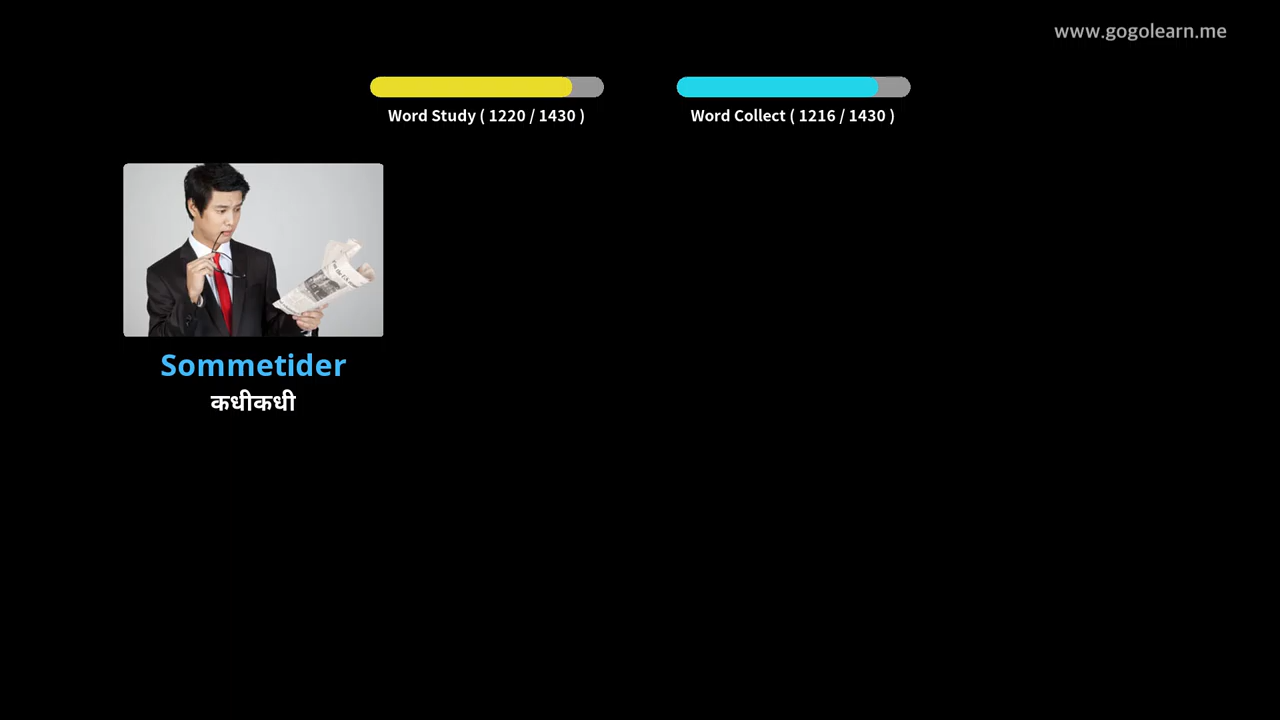 www.gogolearn.me
Word Study ( 1220 / 1430 )
Word Collect ( 1216 / 1430 )
Sommetider
कधीकधी